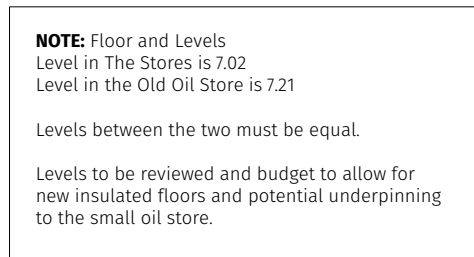 NOTE: Floor and Levels
Level in The Stores is 7.02
Level in the Old Oil Store is 7.21
Levels between the two must be equal.
Levels to be reviewed and budget to allow for
new insulated floors and potential underpinning
to the small oil store.